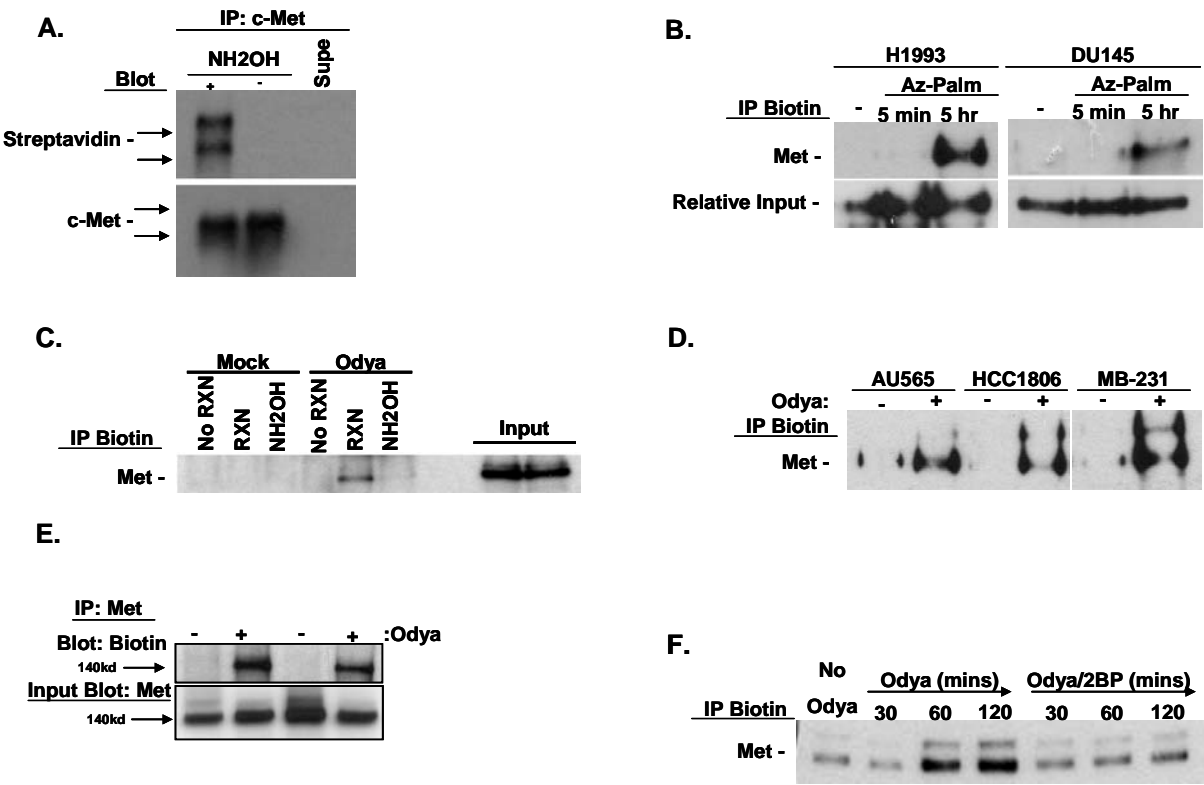 A.
IP: c-Met
NH2OH
Supe
Blot
+ -
Streptavidin -
c-Met -
B.
H1993 DU145
Az-Palm Az-Palm
IP Biotin - 5 min 5 hr - 5 min 5 hr
Met -
Relative Input -
C.
Mock Odya
No RXN RXN NH2OH No RXN RXN NH2OH
IP Biotin Input
Met -
D.
AU565 HCC1806 MB-231
Odya: - + - + - +
IP Biotin
Met -
E.
IP: Met
- + - + :Odya
Blot: Biotin
140kd
Input Blot: Met
140kd
F.
No Odya (mins) Odya/2BP (mins)
IP Biotin Odya 30 60 120 30 60 120
Met -